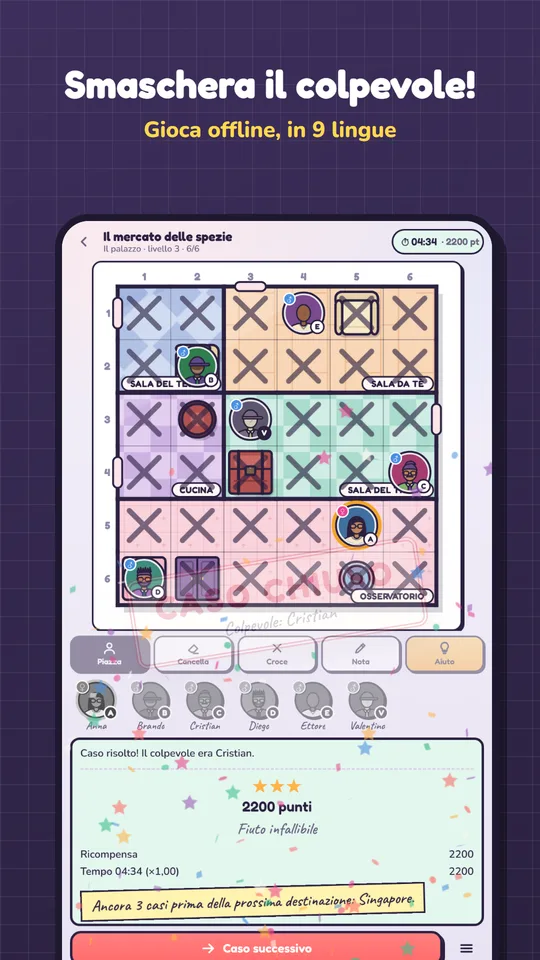 Smaschera il colpevole!
Gioca offline, in 9 lingue
Il mercato delle spezie
Il palazzo · livello 3 · 6/6
04:34 · 2200 pt
1 2 3 4 5 6
1
E
2
B
SALA DEL
SALA DA TÈ
3
V
4
C
CUCINA
SALA DEL
5
A
6
D
OSSERVATORIO
CASO CHIUSO
Colpevole: Cristian
Piazza Cancella Croce Nota Aiuto
A B C D E V
Anna Brando Cristian Diego Ettore Valentino
Caso risolto! Il colpevole era Cristian.
2200 punti
Fiuto infallibile
Ricompensa 2200
Tempo 04:34 (×1,00) 2200
Ancora 3 casi prima della prossima destinazione: Singapore.
→ Caso successivo